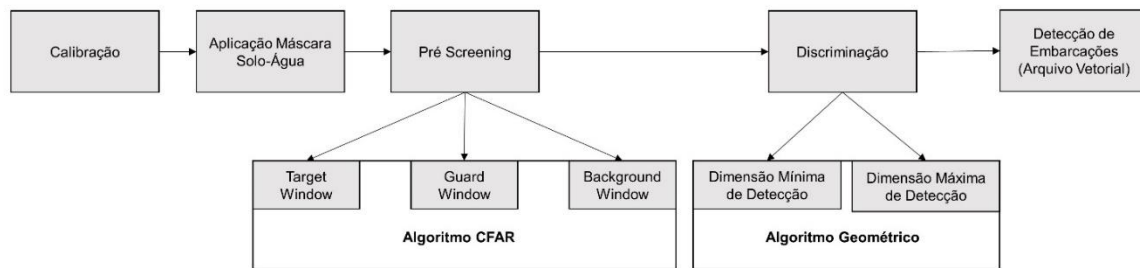 Calibração
Aplicação Máscara
Solo-Água
Pré Screening
Discriminação
Detecção de
Embarcações
(Arquivo Vetorial)
Target
Window
Guard
Window
Background
Window
Algoritmo CFAR
Dimensão Mínima
de Detecção
Dimensão Máxima
de Detecção
Algoritmo Geométrico